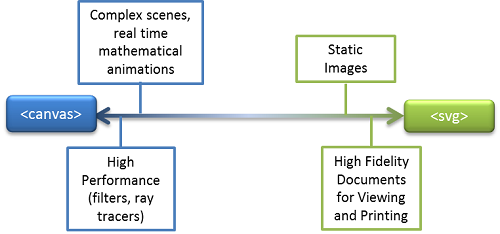 Complex scenes,
real time
mathematical
animations
Static
Images
<canvas>
<svg>
High
Performance
(filters, ray
tracers)
High Fidelity
Documents
for Viewing
and Printing